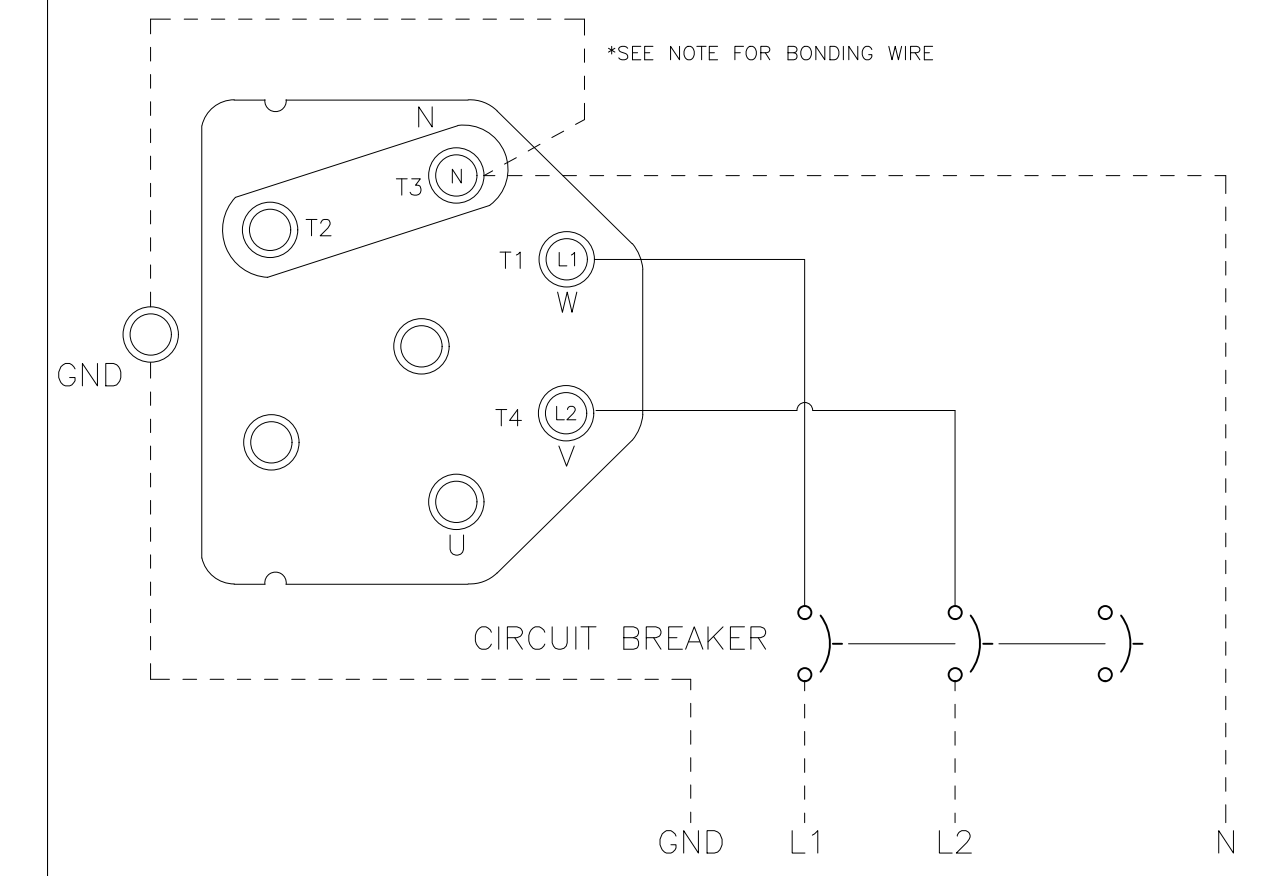 *SEE NOTE FOR BONDING WIRE
N
N
T3
T2
T1
L1
W
GND
T4
L2
V
U
CIRCUIT BREAKER
GND
L1
L2
N